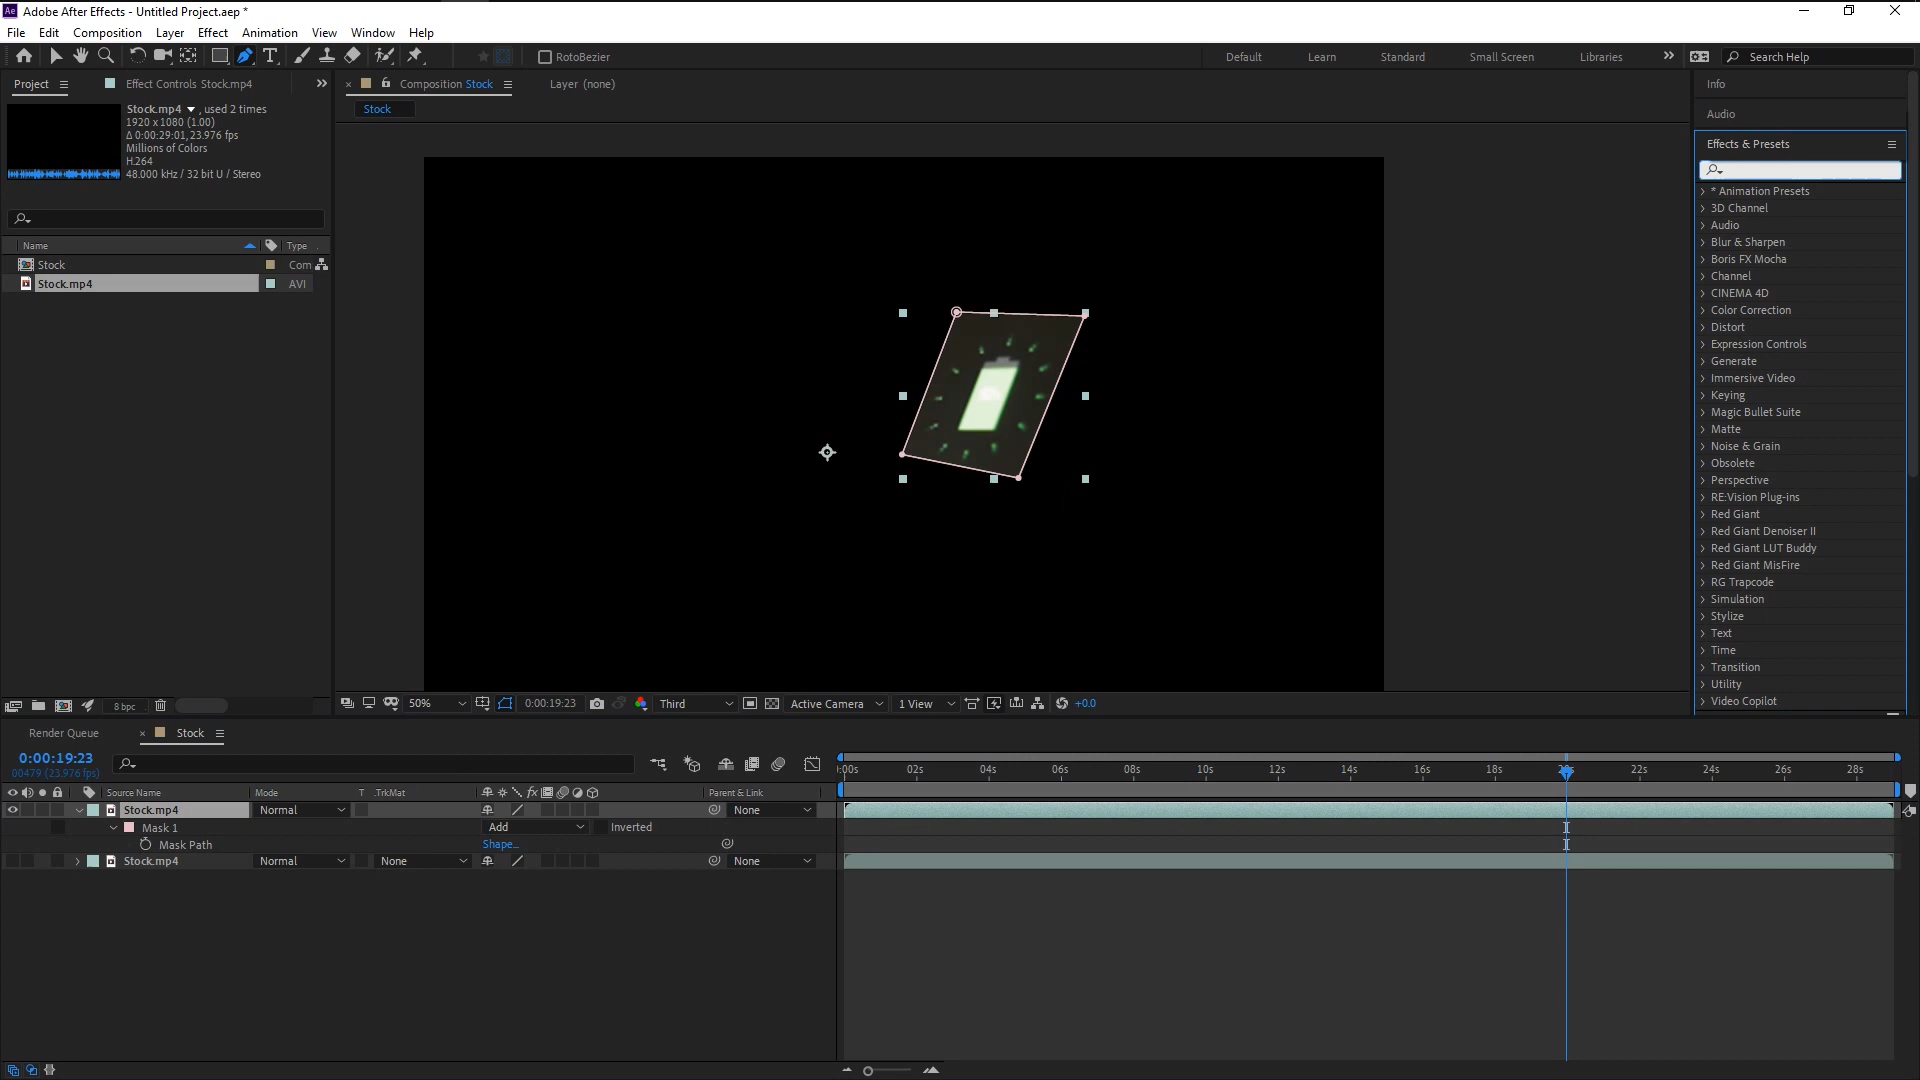 Ae Adobe After Effects - Untitled Project.aep *
File Edit Composition Layer Effect Animation View Window Help
RotoBezier
Default Learn Standard Small Screen Libraries
Search Help
Project
Effect Controls Stock.mp4
Stock.mp4 , used 2 times
1920 x 1080 (1.00)
Δ 0:00:29:01, 23.976 fps
Millions of Colors
H.264
48.000 kHz / 32 bit U / Stereo
Name Type
Stock Com
Stock.mp4 AVI
8 bpc
Composition Stock
Layer (none)
Stock
50% 0:00:19:23 Third Active Camera 1 View +0.0
Info
Audio
Effects & Presets
* Animation Presets
3D Channel
Audio
Blur & Sharpen
Boris FX Mocha
Channel
CINEMA 4D
Color Correction
Distort
Expression Controls
Generate
Immersive Video
Keying
Magic Bullet Suite
Matte
Noise & Grain
Obsolete
Perspective
RE:Vision Plug-ins
Red Giant
Red Giant Denoiser II
Red Giant LUT Buddy
Red Giant MisFire
RG Trapcode
Simulation
Stylize
Text
Time
Transition
Utility
Video Copilot
Render Queue
Stock
0:00:19:23
00479 (23.976 fps)
:00s 02s 04s 06s 08s 10s 12s 14s 16s 18s 20s 22s 24s 26s 28s
Source Name Mode T .TrkMat fx Parent & Link
Stock.mp4 Normal None
Mask 1 Add Inverted
Mask Path Shape...
Stock.mp4 Normal None None